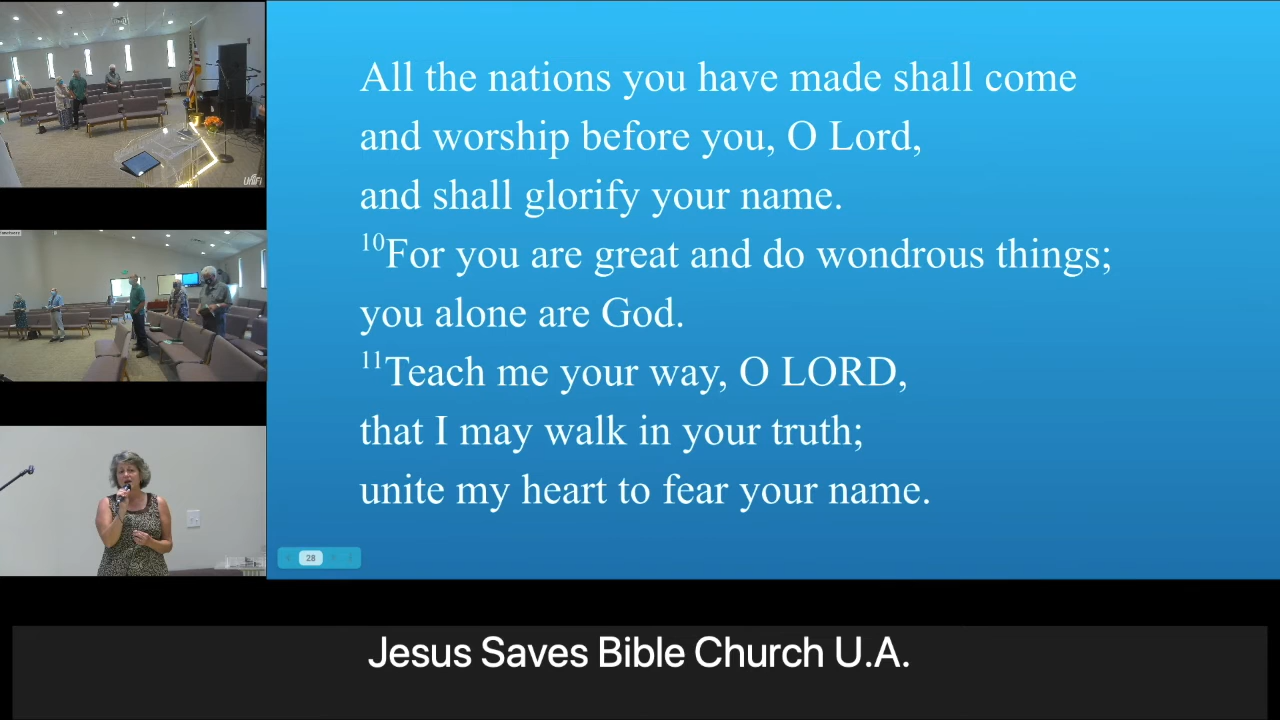 All the nations you have made shall come
and worship before you, O Lord,
and shall glorify your name.
10For you are great and do wondrous things;
you alone are God.
11Teach me your way, O LORD,
that I may walk in your truth;
unite my heart to fear your name.
28
UniFi
Jesus Saves Bible Church U.A.